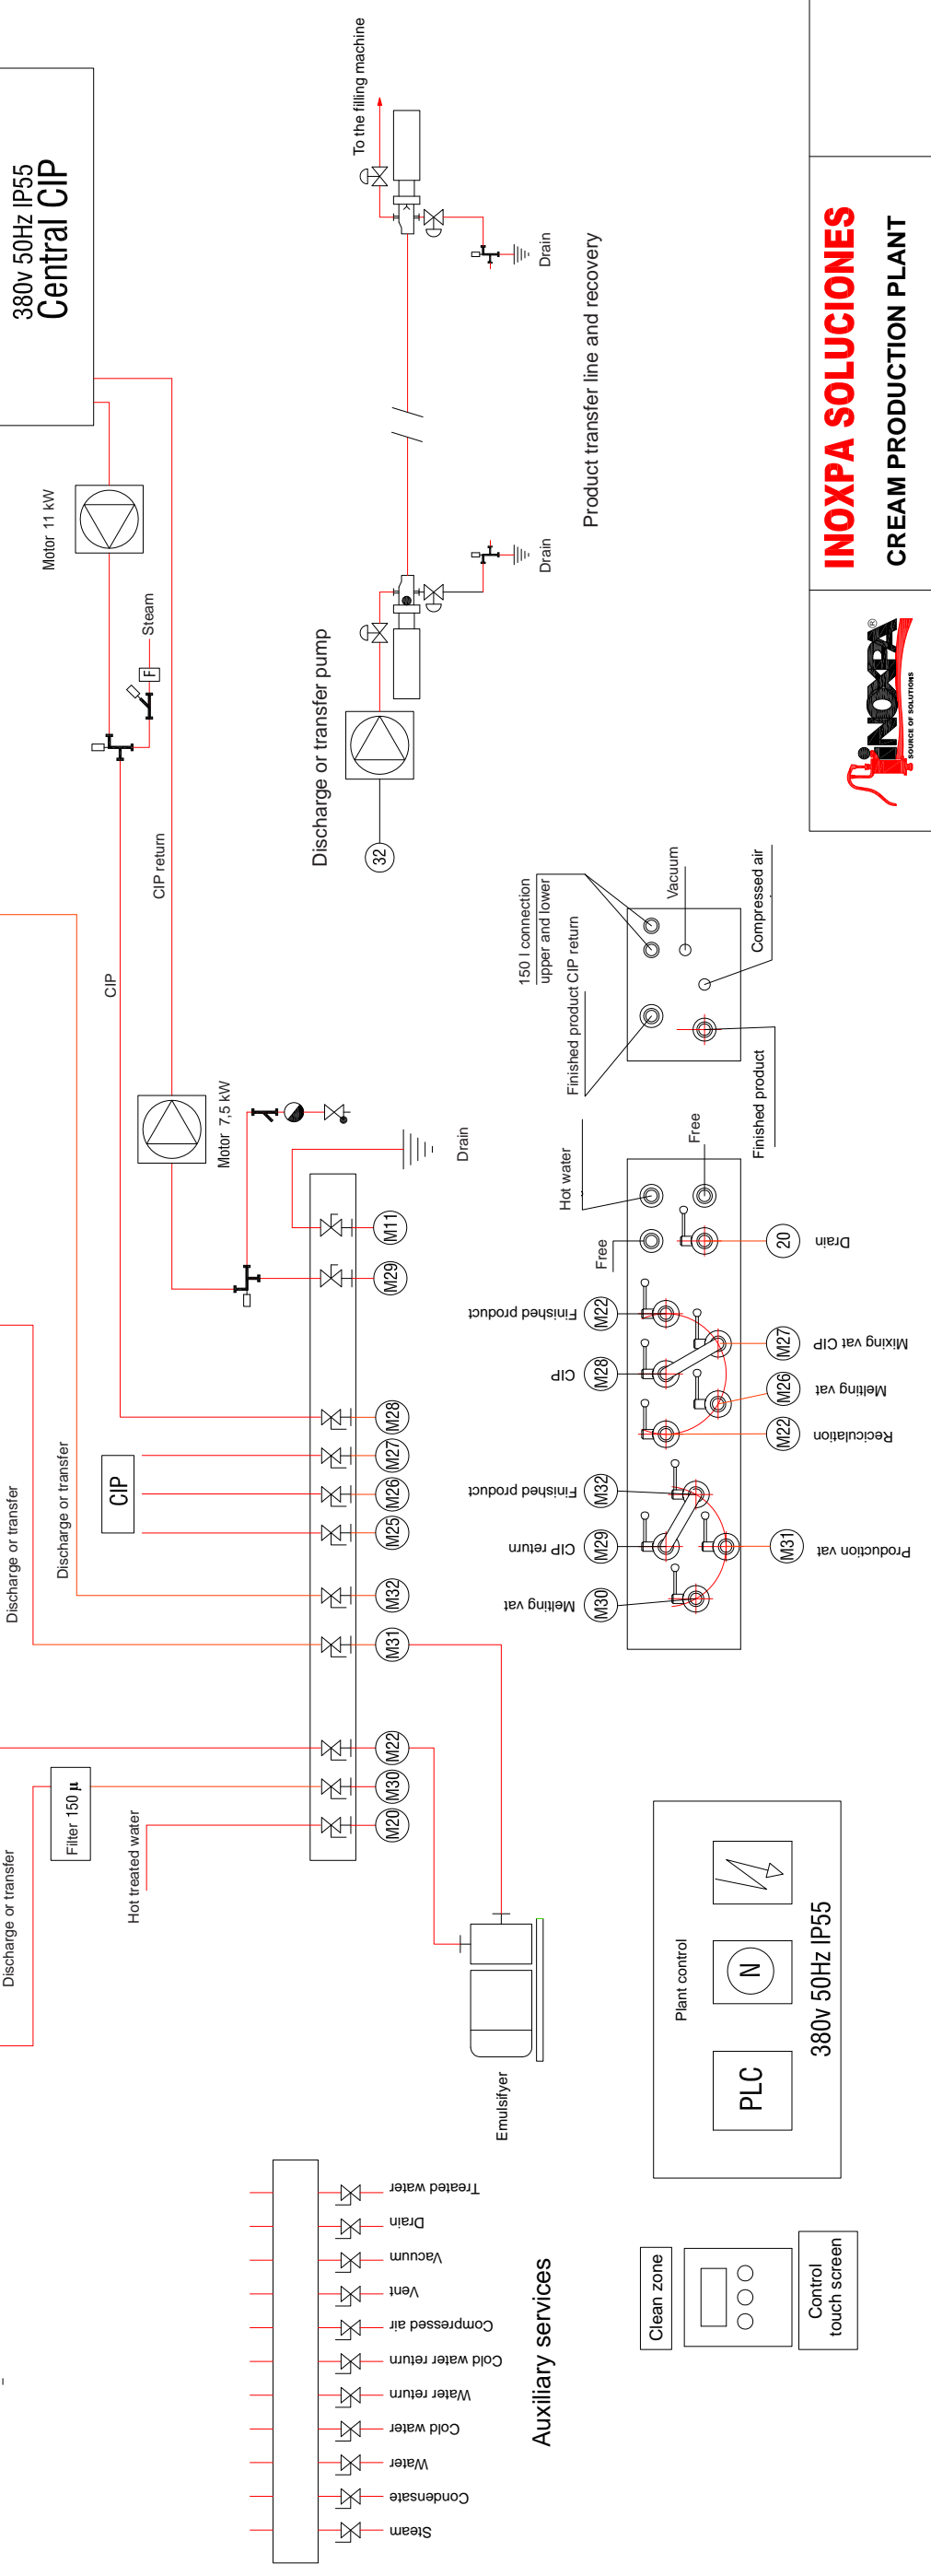 380v 50Hz IP55
Central CIP
To the filling machine
Drain
Product transfer line and recovery
Drain
Motor 11 kW
Steam
F
Discharge or transfer pump
32
CIP return
CIP
Motor 7,5 kW
Drain
M11
M29
M28
M27
M26
M25
M32
M31
M22
M30
M20
CIP
Discharge or transfer
Discharge or transfer
Discharge or transfer
Filter 150 µ
Hot treated water
Emulsifyer
150 l connection
upper and lower
Finished product CIP return
Vacuum
Compressed air
Finished product
Hot water
Free
Free
20
Drain
Finished product
M22
CIP
M28
M27
Mixing vat CIP
M26
Melting vat
M22
Reciculation
Finished product
M32
CIP return
M29
Melting vat
M30
M31
Production vat
Plant control
PLC
N
380v 50Hz IP55
Clean zone
Control
touch screen
Treated water
Drain
Vacuum
Vent
Compressed air
Cold water return
Water return
Cold water
Water
Condensate
Steam
Auxiliary services
INOXPA SOLUCIONES
CREAM PRODUCTION PLANT
iNOXPA®
SOURCE OF SOLUTIONS